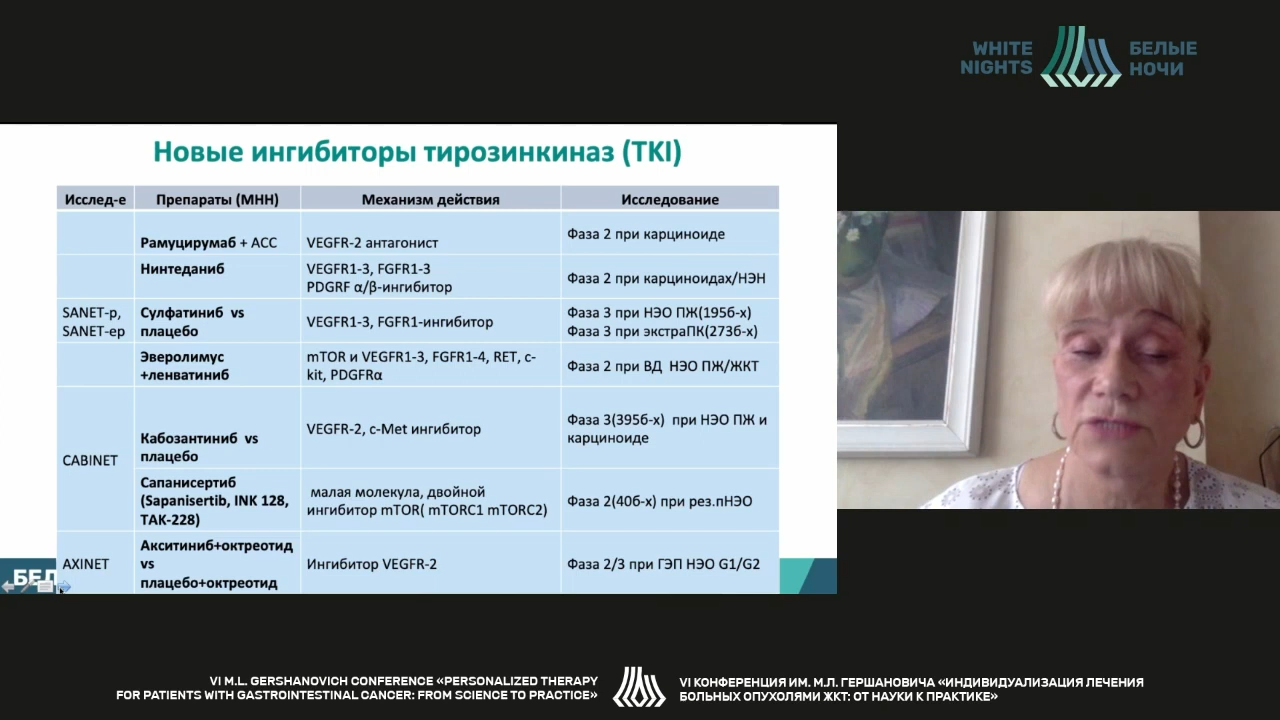 WHITE
NIGHTS
БЕЛЫЕ
НОЧИ
Новые ингибиторы тирозинкиназ (TKI)
Исслед-е
Препараты (МНН)
Механизм действия
Исследование
Рамуцирумаб + АСС
VEGFR-2 антагонист
Фаза 2 при карциноиде
Нинтеданиб
VEGFR1-3, FGFR1-3
PDGRF α/β-ингибитор
Фаза 2 при карциноидах/НЭН
SANET-p,
SANET-ep
Сулфатиниб vs
плацебо
VEGFR1-3, FGFR1-ингибитор
Фаза 3 при НЭО ПЖ(195б-х)
Фаза 3 при экстраПК(273б-х)
Эверолимус
+ленватиниб
mTOR и VEGFR1-3, FGFR1-4, RET, c-
kit, PDGFRα
Фаза 2 при ВД НЭО ПЖ/ЖКТ
CABINET
Кабозантиниб vs
плацебо
VEGFR-2, c-Met ингибитор
Фаза 3(395б-х) при НЭО ПЖ и
карциноиде
Сапанисертиб
(Sapanisertib, INK 128,
TAK-228)
малая молекула, двойной
ингибитор mTOR( mTORC1 mTORC2)
Фаза 2(40б-х) при рез.пНЭО
AXINET
Акситиниб+октреотид
vs
плацебо+октреотид
Ингибитор VEGFR-2
Фаза 2/3 при ГЭП НЭО G1/G2
VI M.L. GERSHANOVICH CONFERENCE «PERSONALIZED THERAPY
FOR PATIENTS WITH GASTROINTESTINAL CANCER: FROM SCIENCE TO PRACTICE»
VI КОНФЕРЕНЦИЯ ИМ. М.Л. ГЕРШАНОВИЧА «ИНДИВИДУАЛИЗАЦИЯ ЛЕЧЕНИЯ
БОЛЬНЫХ ОПУХОЛЯМИ ЖКТ: ОТ НАУКИ К ПРАКТИКЕ»